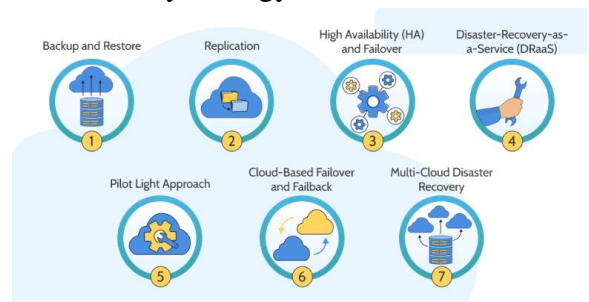 Backup and Restore
Replication
High Availability (HA)
and Failover
Disaster-Recovery-as-
a-Service (DRaaS)
1
2
3
4
Pilot Light Approach
Cloud-Based Failover
and Failback
Multi-Cloud Disaster
Recovery
5
6
7